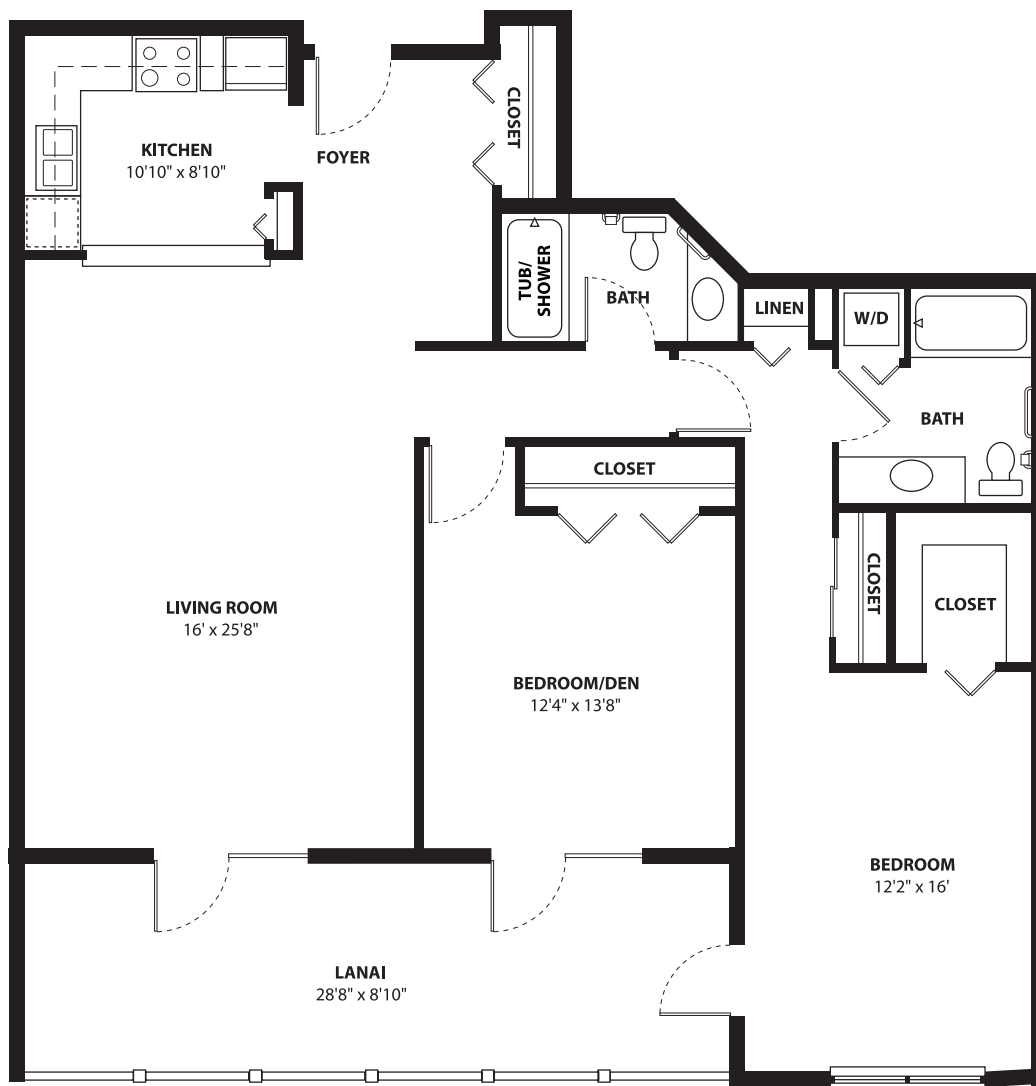 KITCHEN
10'10" x 8'10"
FOYER
CLOSET
TUB/
SHOWER
BATH
LINEN
W/D
BATH
CLOSET
CLOSET
CLOSET
LIVING ROOM
16' x 25'8"
BEDROOM/DEN
12'4" x 13'8"
BEDROOM
12'2" x 16'
LANAI
28'8" x 8'10"